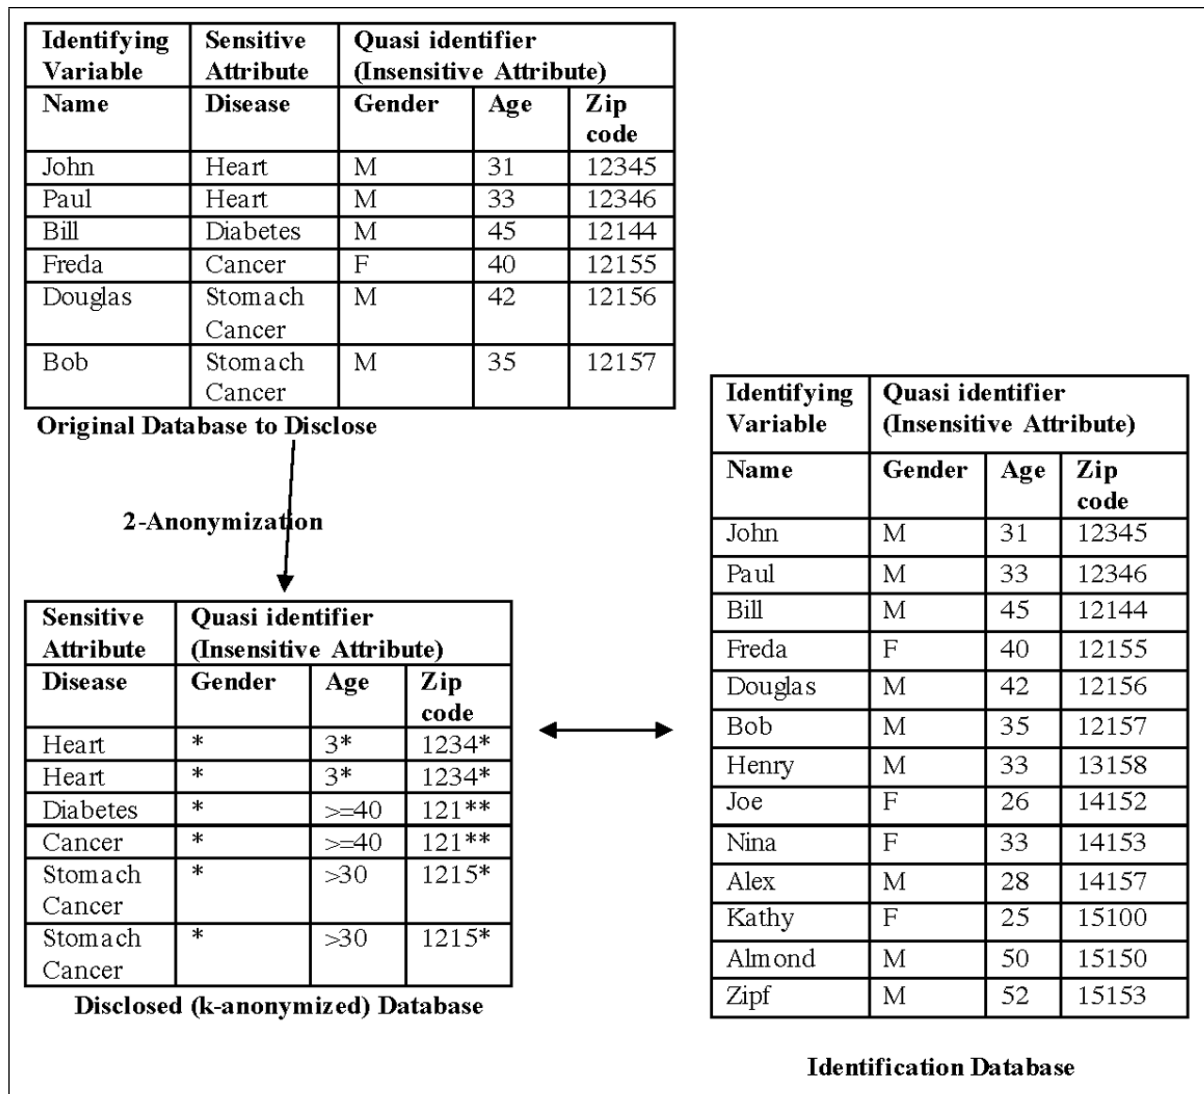 Identifying Variable Sensitive Attribute Quasi identifier (Insensitive Attribute)
Name Disease Gender Age Zip code
John Heart M 31 12345
Paul Heart M 33 12346
Bill Diabetes M 45 12144
Freda Cancer F 40 12155
Douglas Stomach Cancer M 42 12156
Bob Stomach Cancer M 35 12157
Original Database to Disclose
2-Anonymization
Sensitive Attribute Quasi identifier (Insensitive Attribute)
Disease Gender Age Zip code
Heart * 3* 1234*
Heart * 3* 1234*
Diabetes * >=40 121**
Cancer * >=40 121**
Stomach Cancer * >30 1215*
Stomach Cancer * >30 1215*
Disclosed (k-anonymized) Database
Identifying Variable Quasi identifier (Insensitive Attribute)
Name Gender Age Zip code
John M 31 12345
Paul M 33 12346
Bill M 45 12144
Freda F 40 12155
Douglas M 42 12156
Bob M 35 12157
Henry M 33 13158
Joe F 26 14152
Nina F 33 14153
Alex M 28 14157
Kathy F 25 15100
Almond M 50 15150
Zipf M 52 15153
Identification Database